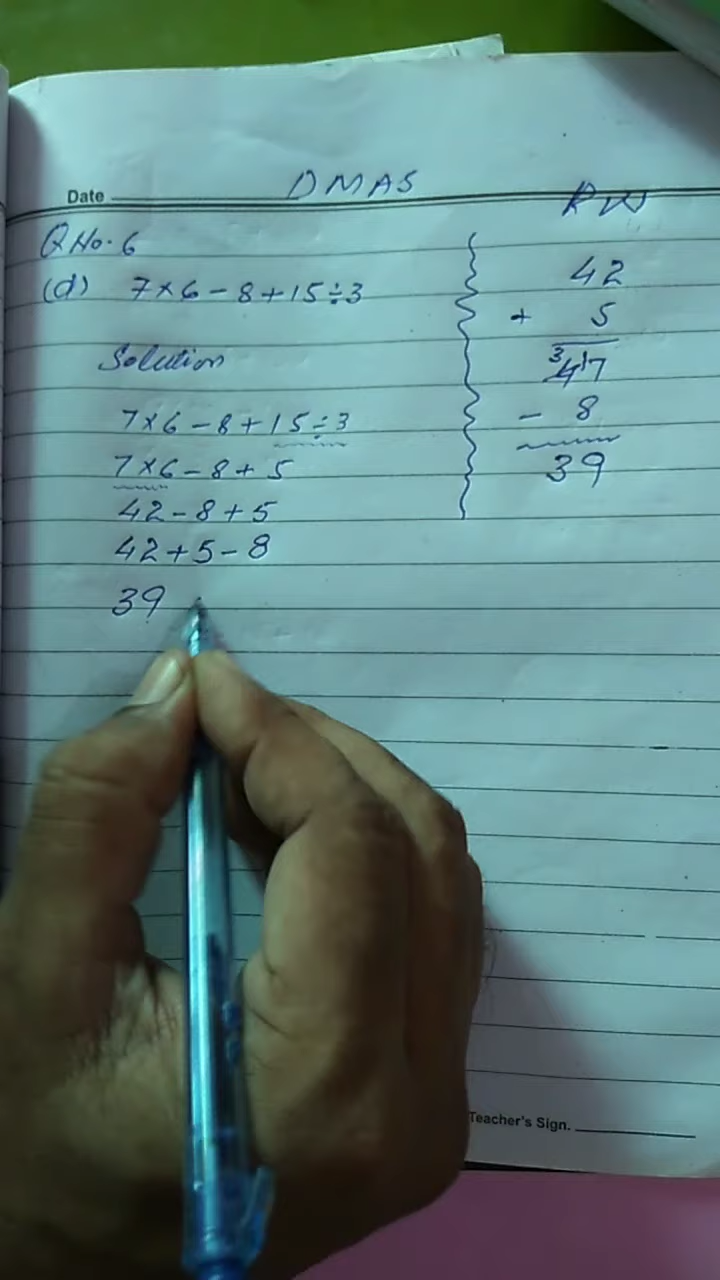 DMAS
Date
RW
Q No. 6
(d) 7×6-8+15÷3
Solution
7×6-8+15÷3
7×6-8+5
42-8+5
42+5-8
39
42
+ 5
³4¹7
- 8
39
Teacher's Sign.